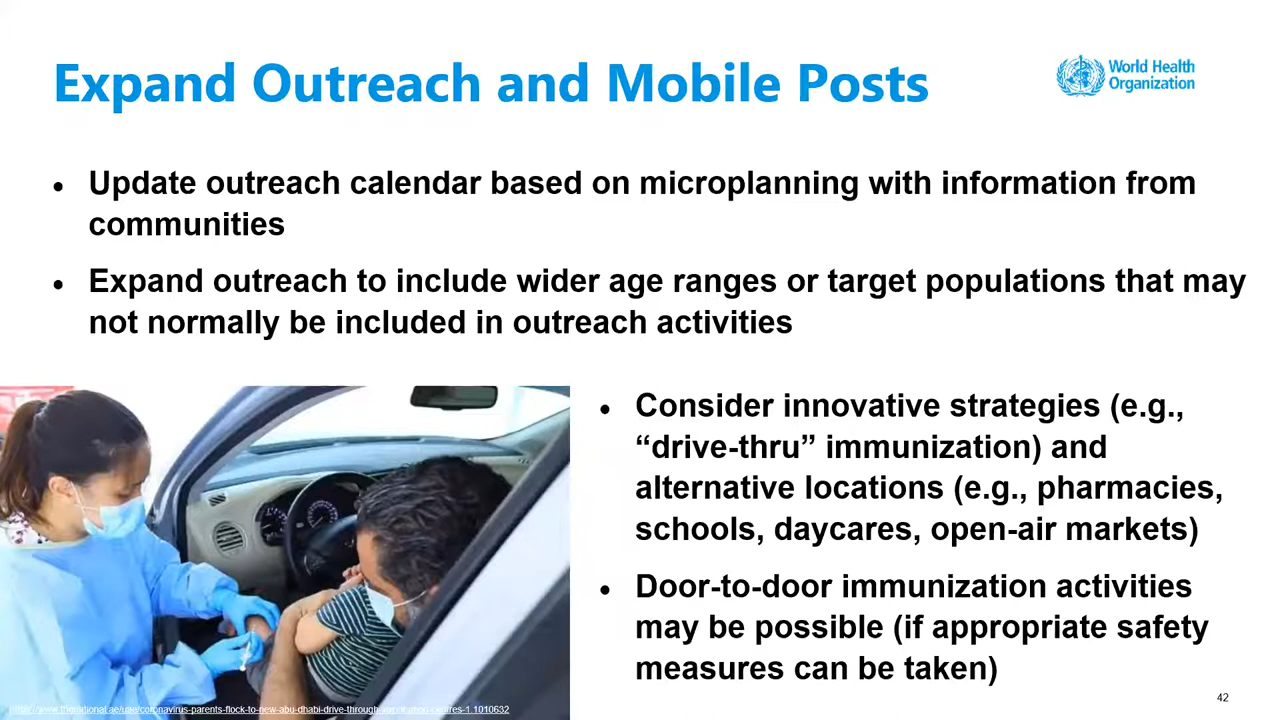 Expand Outreach and Mobile Posts
World Health
Organization
• Update outreach calendar based on microplanning with information from
communities
• Expand outreach to include wider age ranges or target populations that may
not normally be included in outreach activities
• Consider innovative strategies (e.g.,
“drive-thru” immunization) and
alternative locations (e.g., pharmacies,
schools, daycares, open-air markets)
• Door-to-door immunization activities
may be possible (if appropriate safety
measures can be taken)
42